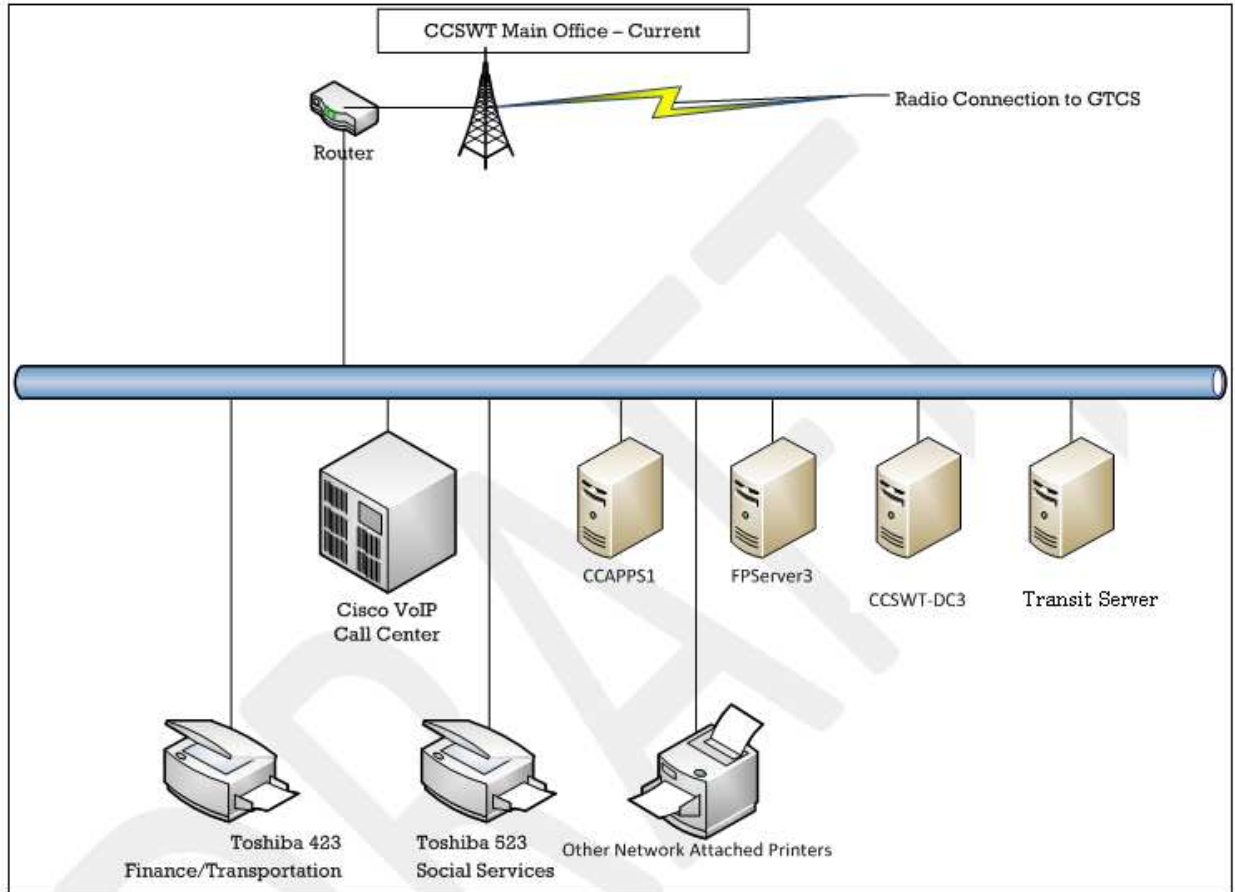 CCSWT Main Office – Current
Radio Connection to GTCS
Router
CCAPPS1
FPServer3
CCSWT-DC3
Transit Server
Cisco VoIP
Call Center
Toshiba 423
Finance/Transportation
Toshiba 523
Social Services
Other Network Attached Printers
DRAFT